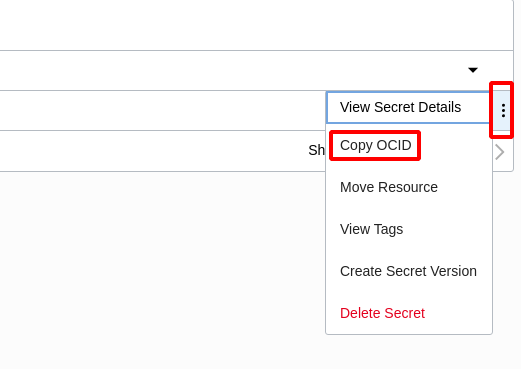 View Secret Details
Copy OCID
Sh
Move Resource
View Tags
Create Secret Version
Delete Secret